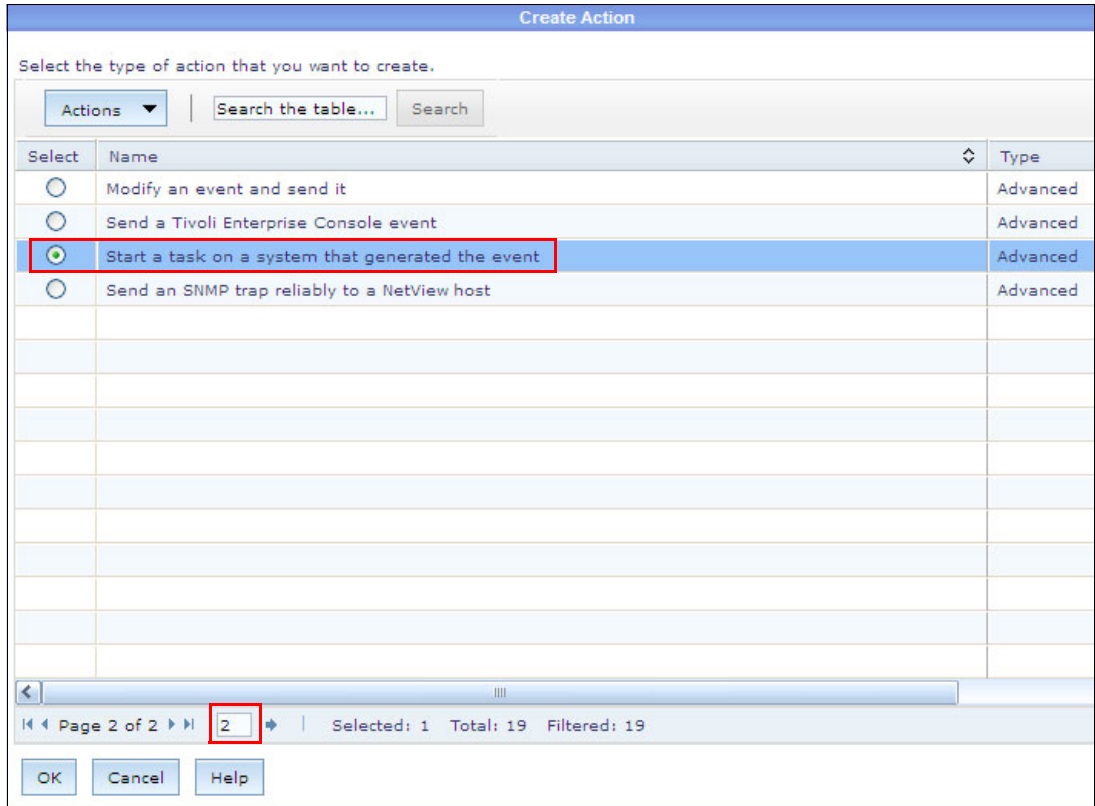 Create Action
Select the type of action that you want to create.
Actions Search the table... Search
Select Name Type
Modify an event and send it Advanced
Send a Tivoli Enterprise Console event Advanced
Start a task on a system that generated the event Advanced
Send an SNMP trap reliably to a NetView host Advanced
Page 2 of 2 2 Selected: 1 Total: 19 Filtered: 19
OK Cancel Help